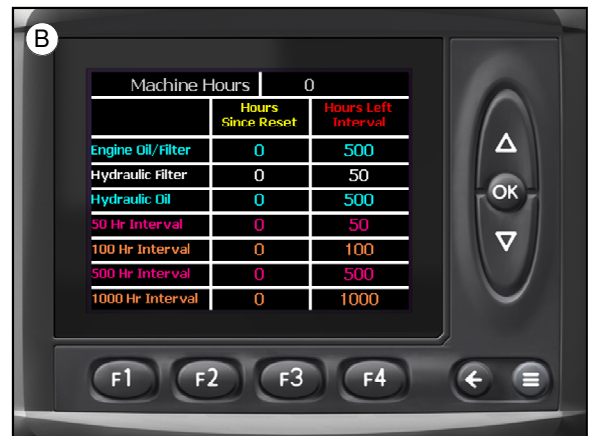 B
Machine Hours 0
Hours Since Reset Hours Left Interval
Engine Oil/Filter 0 500
Hydraulic Filter 0 50
Hydraulic Oil 0 500
50 Hr Interval 0 50
100 Hr Interval 0 100
500 Hr Interval 0 500
1000 Hr Interval 0 1000
OK
F1 F2 F3 F4